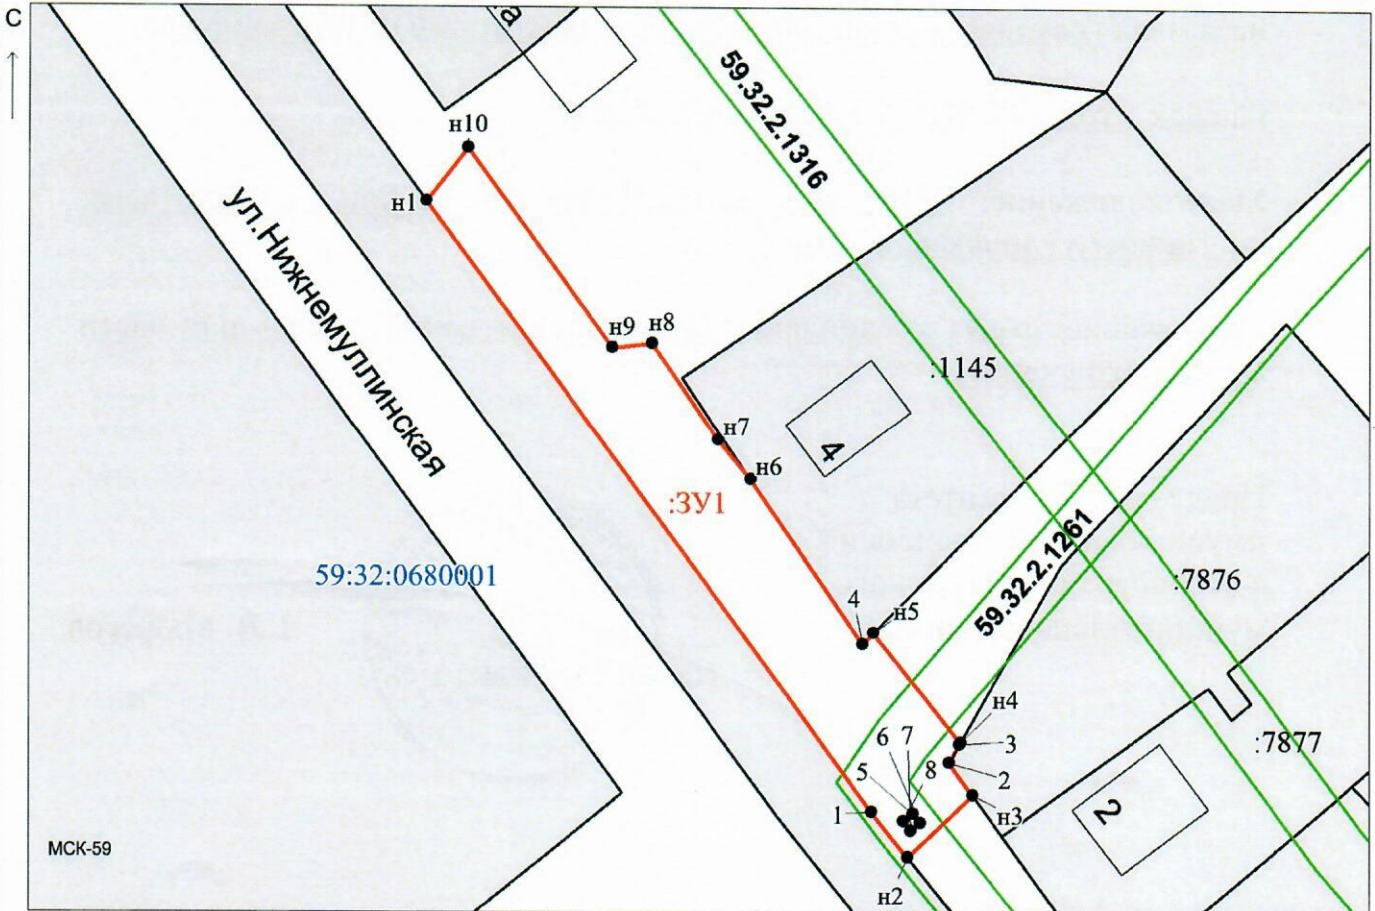 С
а
59.32.2.1316
н10
ул.Нижнемуллинская
н1
н9
н8
:1145
н7
4
н6
:ЗУ1
59.32.2.1261
59:32:0680001
:7876
4
н5
н4
7
6
3
:7877
5
8
2
1
н3
2
МСК-59
н2